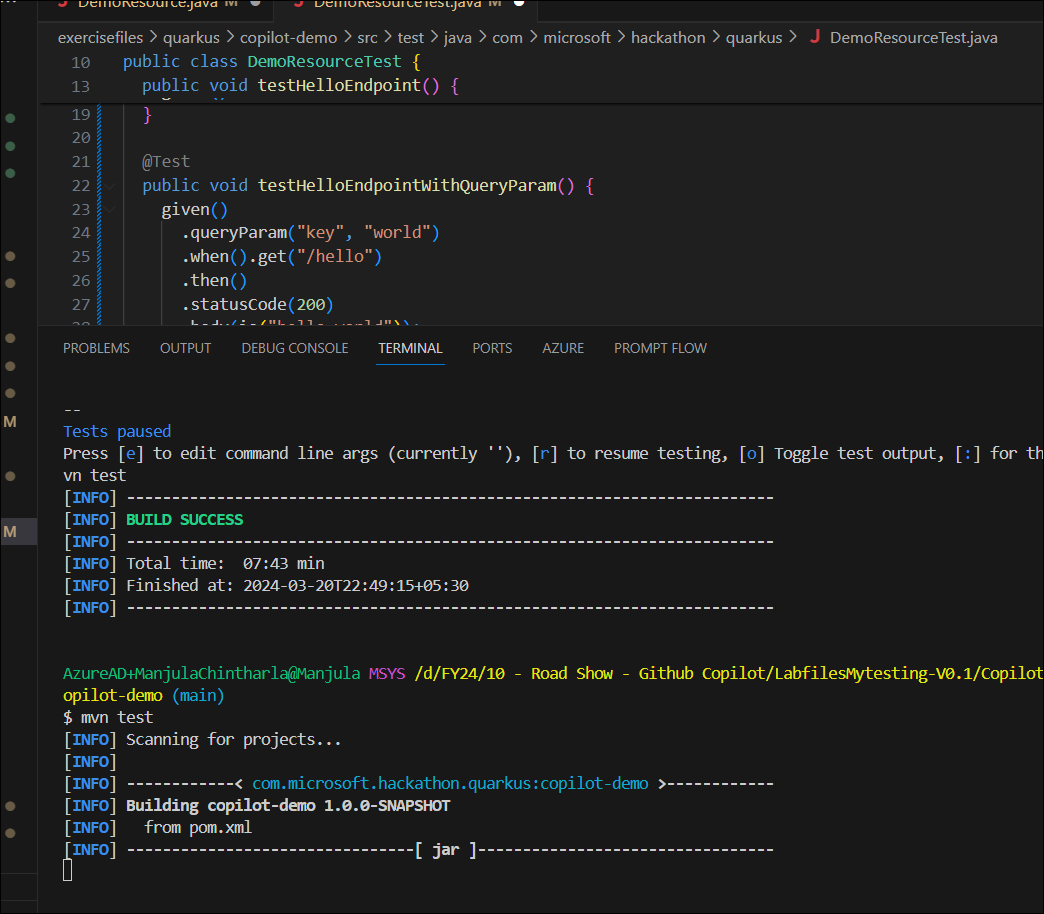 DemoResource.java M
DemoResourceTest.java M
exercisefiles > quarkus > copilot-demo > src > test > java > com > microsoft > hackathon > quarkus > J DemoResourceTest.java
10 public class DemoResourceTest {
13 public void testHelloEndpoint() {
19 }
20
21 @Test
22 public void testHelloEndpointWithQueryParam() {
23 given()
24 .queryParam("key", "world")
25 .when().get("/hello")
26 .then()
27 .statusCode(200)
28 .body(is("hello world"));
PROBLEMS OUTPUT DEBUG CONSOLE TERMINAL PORTS AZURE PROMPT FLOW
--
M
Tests paused
Press [e] to edit command line args (currently ''), [r] to resume testing, [o] Toggle test output, [:] for th
vn test
[INFO] ------------------------------------------------------------------------
[INFO] BUILD SUCCESS
M
[INFO] ------------------------------------------------------------------------
[INFO] Total time:  07:43 min
[INFO] Finished at: 2024-03-20T22:49:15+05:30
[INFO] ------------------------------------------------------------------------
AzureAD+ManjulaChintharla@Manjula MSYS /d/FY24/10 - Road Show - Github Copilot/LabfilesMytesting-V0.1/Copilot
opilot-demo (main)
$ mvn test
[INFO] Scanning for projects...
[INFO]
[INFO] ------------< com.microsoft.hackathon.quarkus:copilot-demo >------------
[INFO] Building copilot-demo 1.0.0-SNAPSHOT
[INFO]   from pom.xml
[INFO] --------------------------------[ jar ]---------------------------------